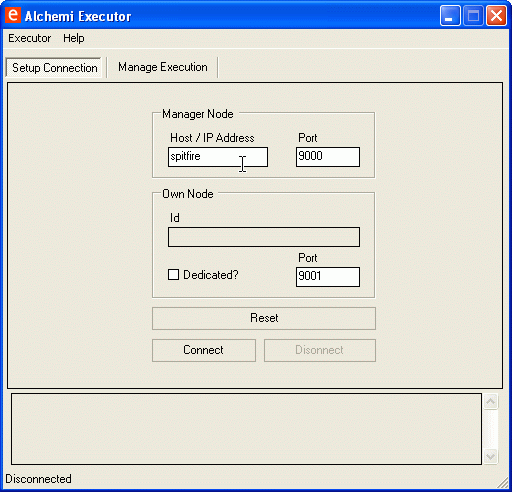 e Alchemi Executor
Executor Help
Setup Connection Manage Execution
Manager Node
Host / IP Address Port
spitfire 9000
Own Node
Id
Port
Dedicated? 9001
Reset
Connect Disonnect
Disconnected